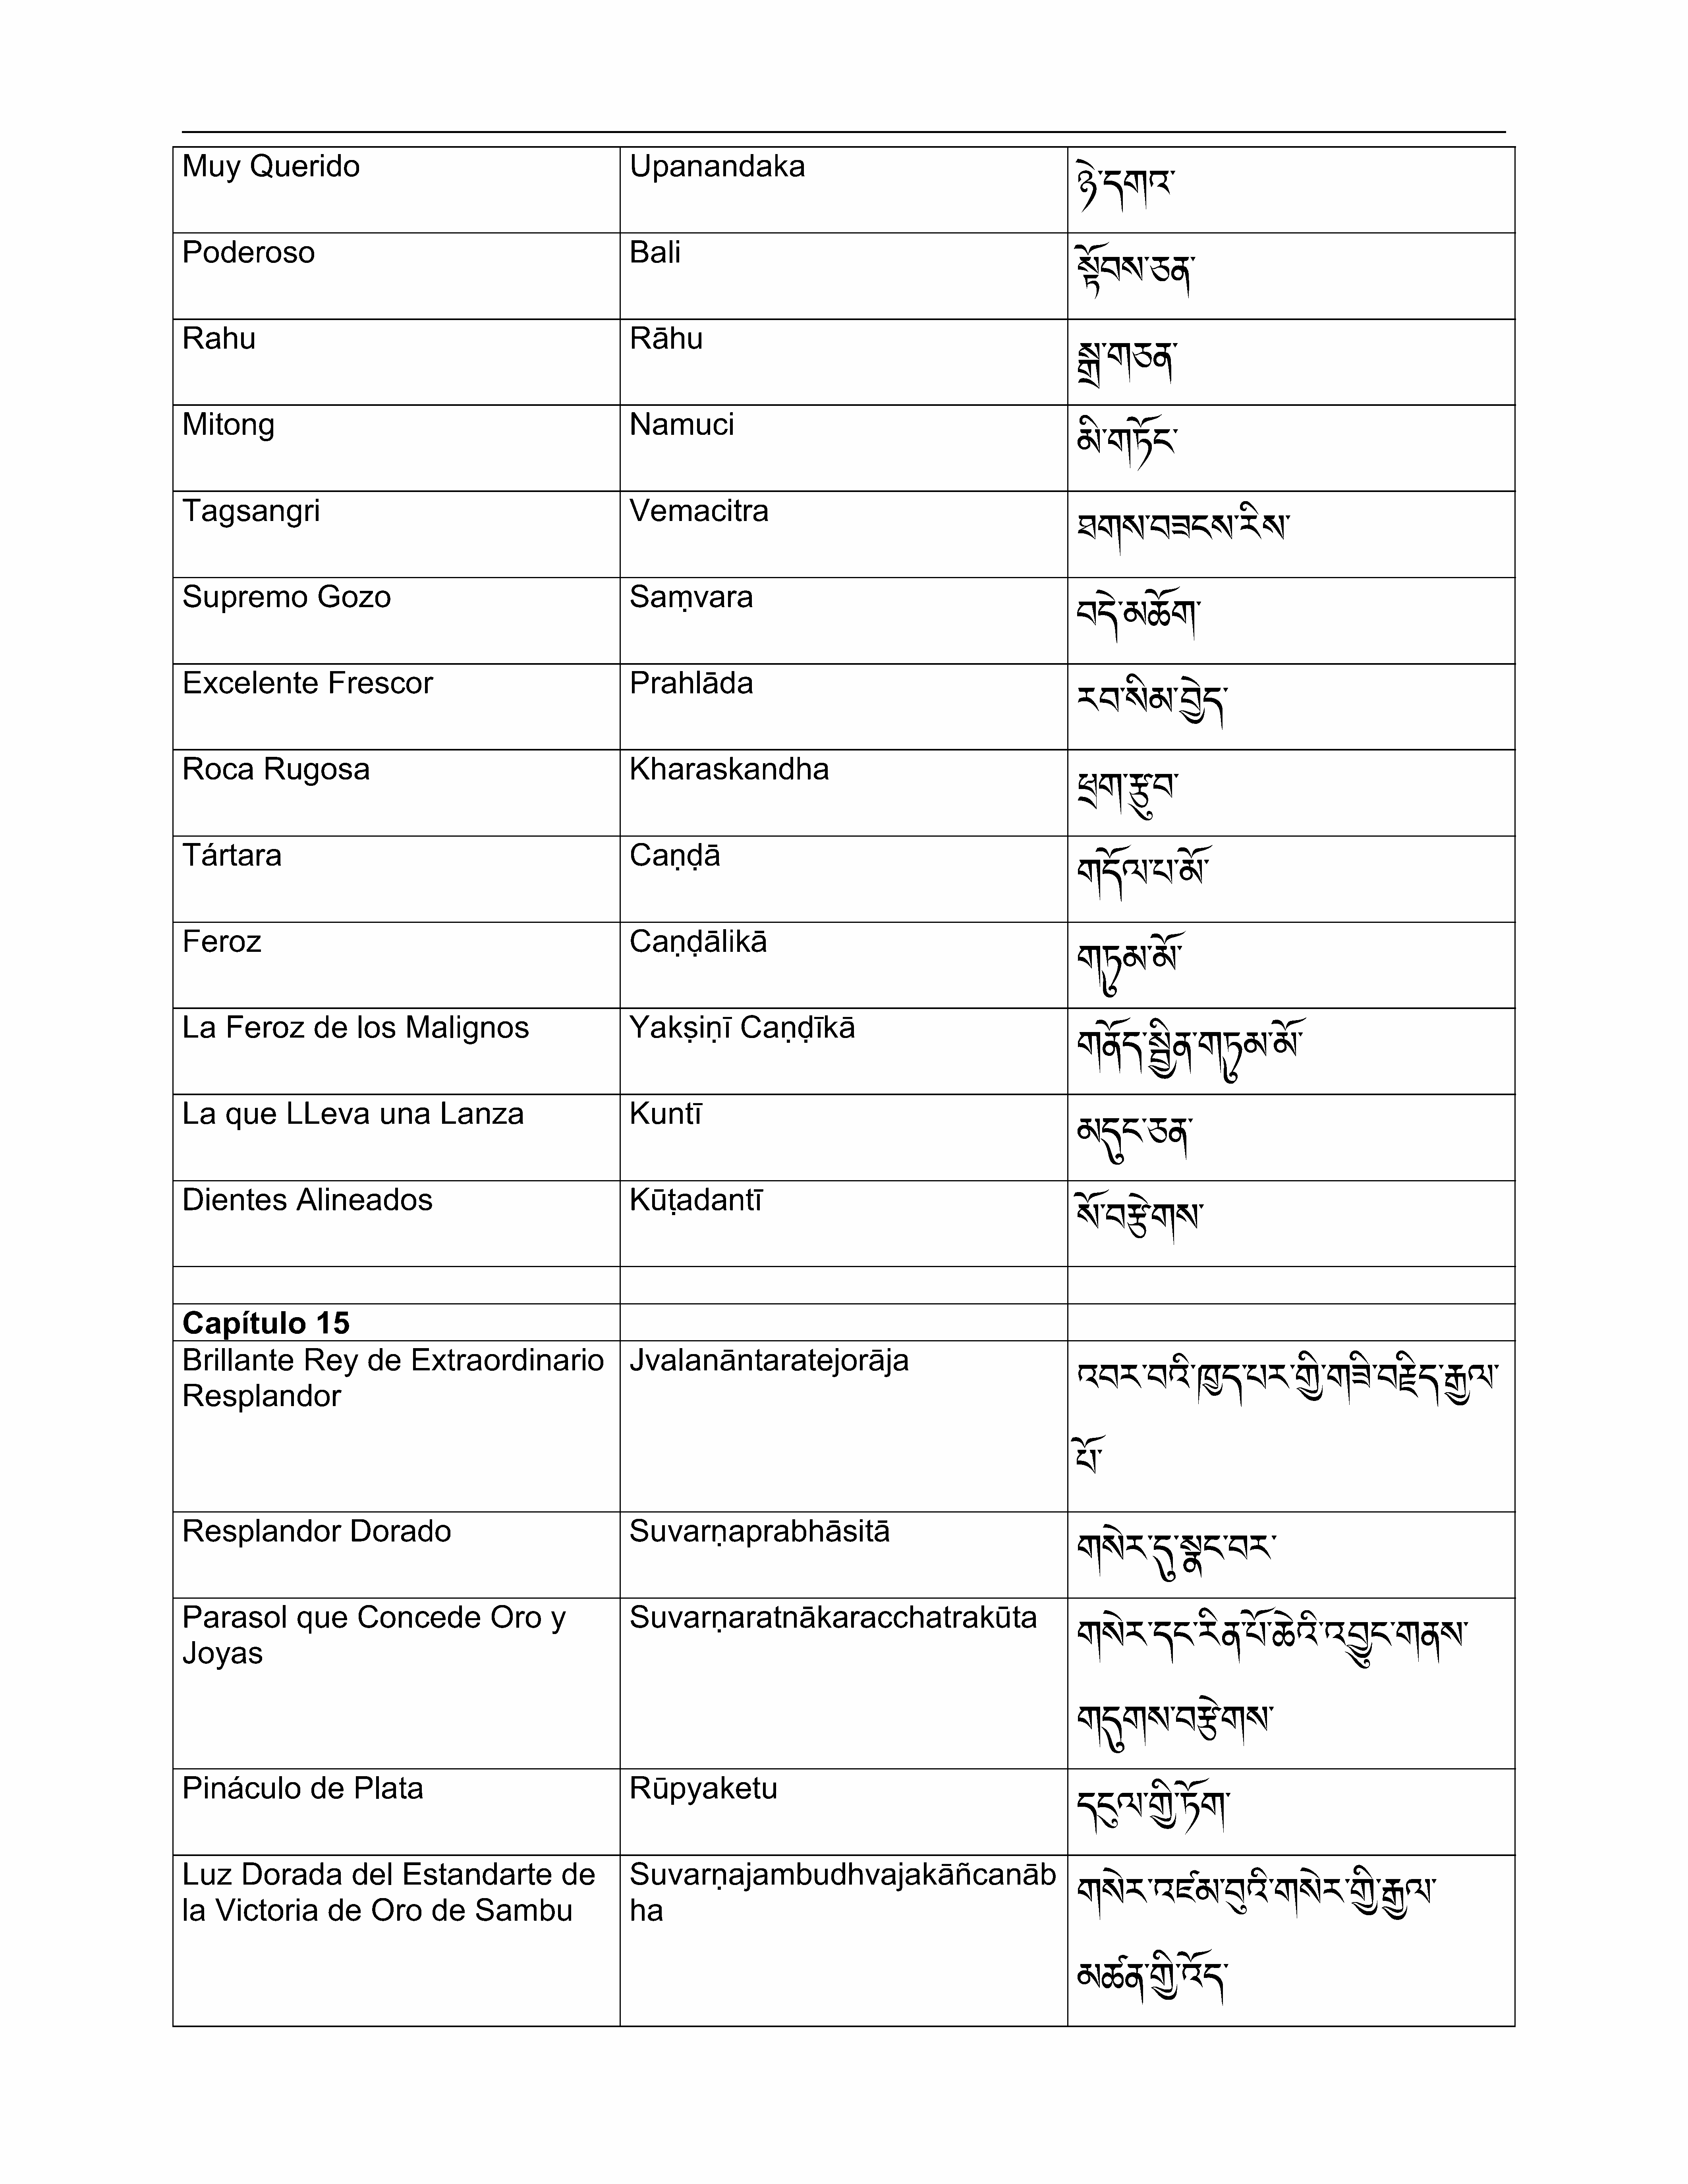 Muy Querido Upanandaka ཉེ་དགའ་
Poderoso Bali སྟོབས་ཅན་
Rahu Rāhu སྒྲ་གཅན་
Mitong Namuci མི་གཏོང་
Tagsangri Vemacitra ཐགས་བཟངས་རིས་
Supremo Gozo Saṃvara བདེ་མཆོག་
Excelente Frescor Prahlāda རབ་སིམ་བྱེད་
Roca Rugosa Kharaskandha ཕྲག་རྩུབ་
Tártara Caṇḍā གདོལ་པ་མོ་
Feroz Caṇḍālikā གཏུམ་མོ་
La Feroz de los Malignos Yakṣiṇī Caṇḍīkā གནོད་སྦྱིན་གཏུམ་མོ་
La que LLeva una Lanza Kuntī མདུང་ཅན་
Dientes Alineados Kūṭadantī སོ་བརྩེགས་
Capítulo 15
Brillante Rey de Extraordinario Jvalanāntaratejorāja འབར་བའི་ཁྱད་པར་གྱི་གཟི་བརྗིད་རྒྱལ་
Resplandor
པོ་
Resplandor Dorado Suvarṇaprabhāsitā གསེར་དུ་སྣང་བར་
Parasol que Concede Oro y Suvarṇaratnākaracchatrakūta གསེར་དང་རིན་པོ་ཆེའི་འབྱུང་གནས་
Joyas
གདུགས་བརྩེགས་
Pináculo de Plata Rūpyaketu དངུལ་གྱི་ཏོག་
Luz Dorada del Estandarte de Suvarṇajambudhvajakāñcanāb གསེར་འཛམ་བུའི་གསེར་གྱི་རྒྱལ་
la Victoria de Oro de Sambu ha
མཚན་གྱི་འོད་